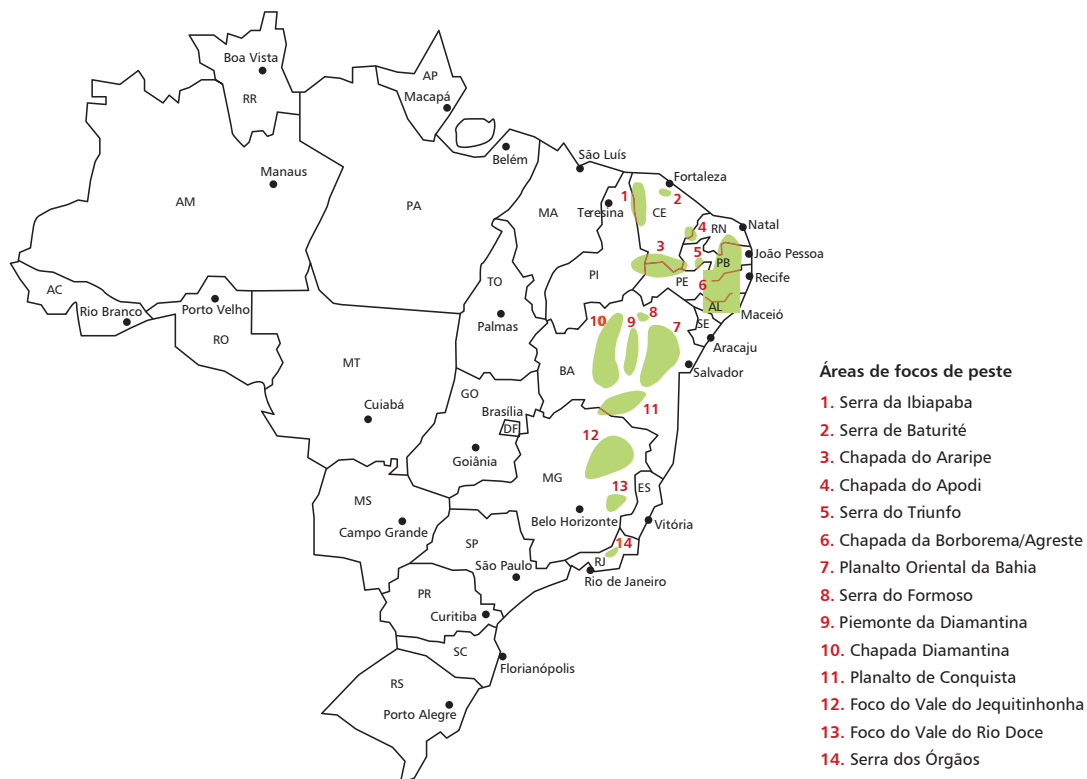 Boa Vista
RR
AP
Macapá
Belém
São Luís
Fortaleza
Manaus
AM
PA
MA
Teresina
1
CE
2
4
RN
Natal
3
5
PB
João Pessoa
PI
PE
6
Recife
AL
Maceió
AC
Rio Branco
Porto Velho
RO
TO
Palmas
10
9
8
7
SE
Aracaju
MT
BA
Salvador
Cuiabá
GO
Brasília
DF
Goiânia
11
12
MG
13
ES
Belo Horizonte
Vitória
MS
Campo Grande
SP
São Paulo
14
RJ
Rio de Janeiro
PR
Curitiba
SC
Florianópolis
RS
Porto Alegre
Áreas de focos de peste
1. Serra da Ibiapaba
2. Serra de Baturité
3. Chapada do Araripe
4. Chapada do Apodi
5. Serra do Triunfo
6. Chapada da Borborema/Agreste
7. Planalto Oriental da Bahia
8. Serra do Formoso
9. Piemonte da Diamantina
10. Chapada Diamantina
11. Planalto de Conquista
12. Foco do Vale do Jequitinhonha
13. Foco do Vale do Rio Doce
14. Serra dos Órgãos